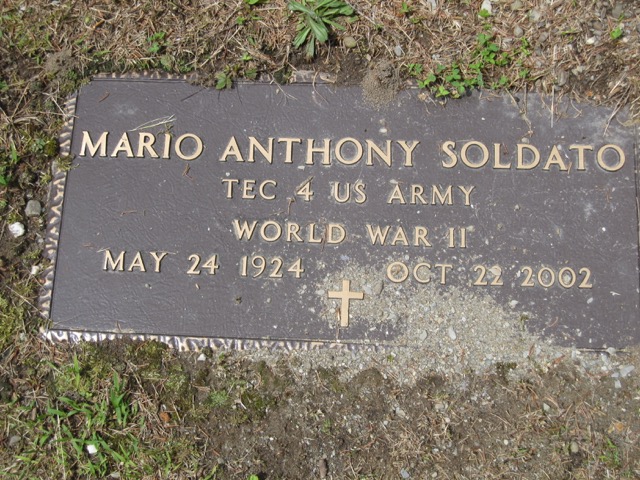 MARIO ANTHONY SOLDATO
TEC 4 US ARMY
WORLD WAR II
MAY 24 1924 OCT 22 2002